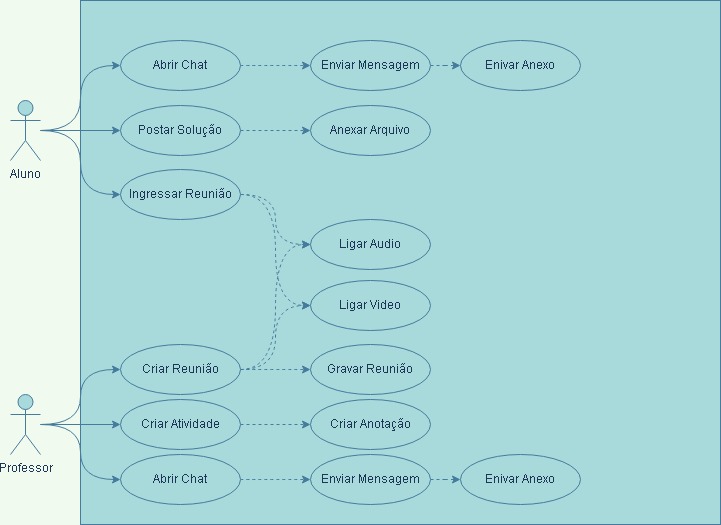 Abrir Chat
Enviar Mensagem
Enivar Anexo
Postar Solução
Anexar Arquivo
Aluno
Ingressar Reunião
Ligar Audio
Ligar Video
Criar Reunião
Gravar Reunião
Criar Atividade
Criar Anotação
Professor
Abrir Chat
Enviar Mensagem
Enivar Anexo